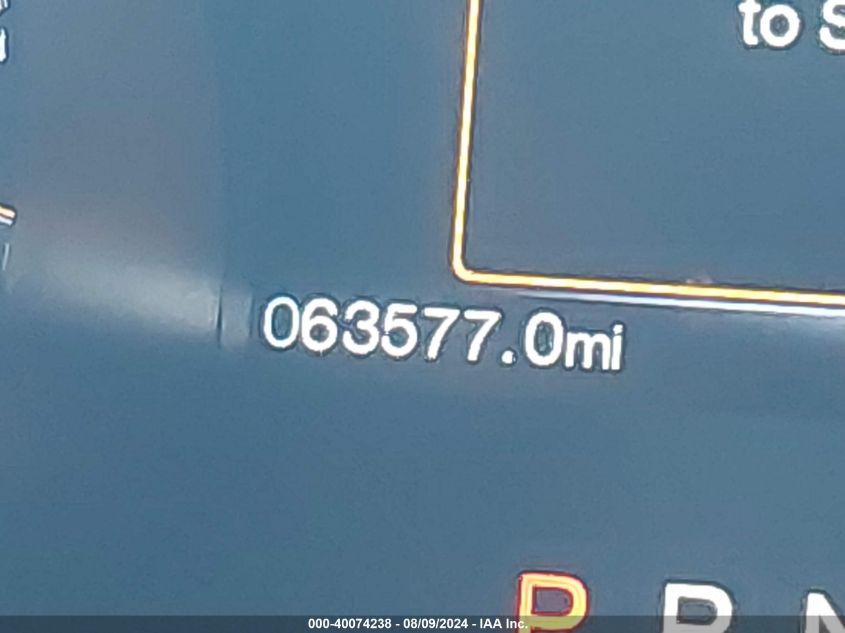 to S
063577.0mi
P R N
000-40074238 - 08/09/2024 - IAA Inc.